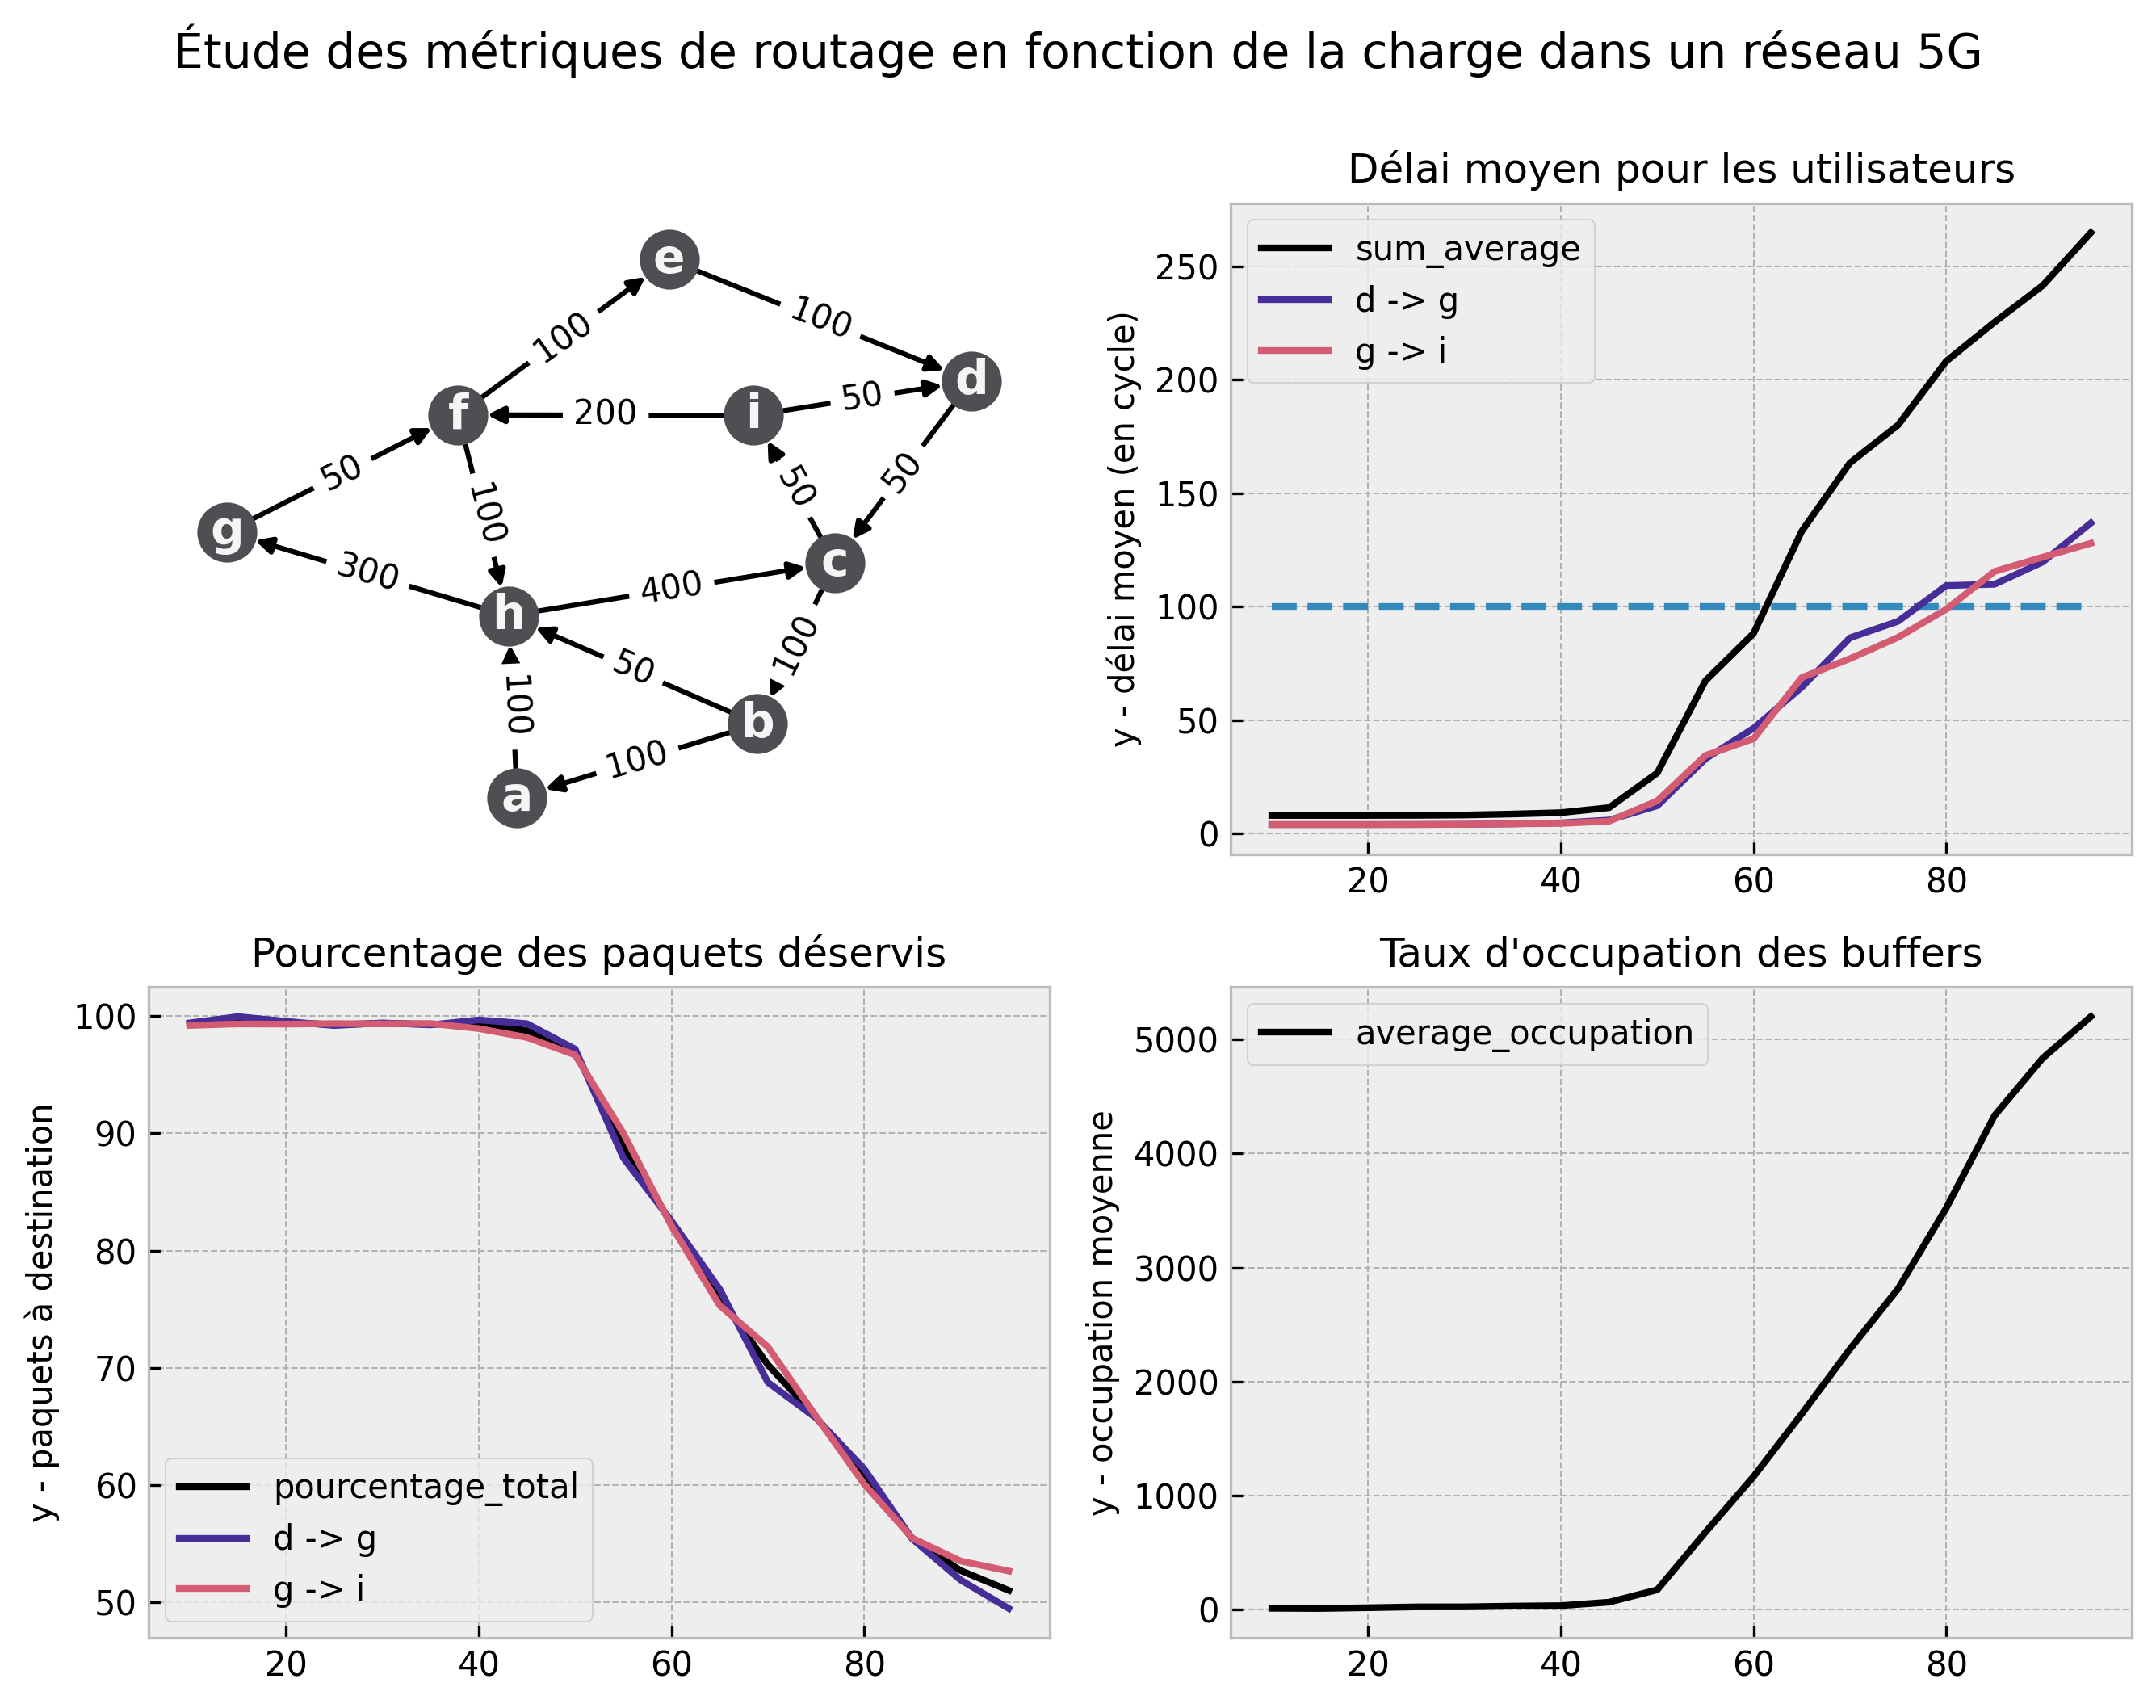 Étude des métriques de routage en fonction de la charge dans un réseau 5G
e
100
100
d
f
200
i
50
50
100
50
50
g
300
c
h
400
100
50
100
b
100
a
Délai moyen pour les utilisateurs
y - délai moyen (en cycle)
250
200
150
100
50
0
sum_average
d -> g
g -> i
20 40 60 80
Pourcentage des paquets déservis
y - paquets à destination
100
90
80
70
60
50
pourcentage_total
d -> g
g -> i
20 40 60 80
Taux d'occupation des buffers
y - occupation moyenne
5000
4000
3000
2000
1000
0
average_occupation
20 40 60 80